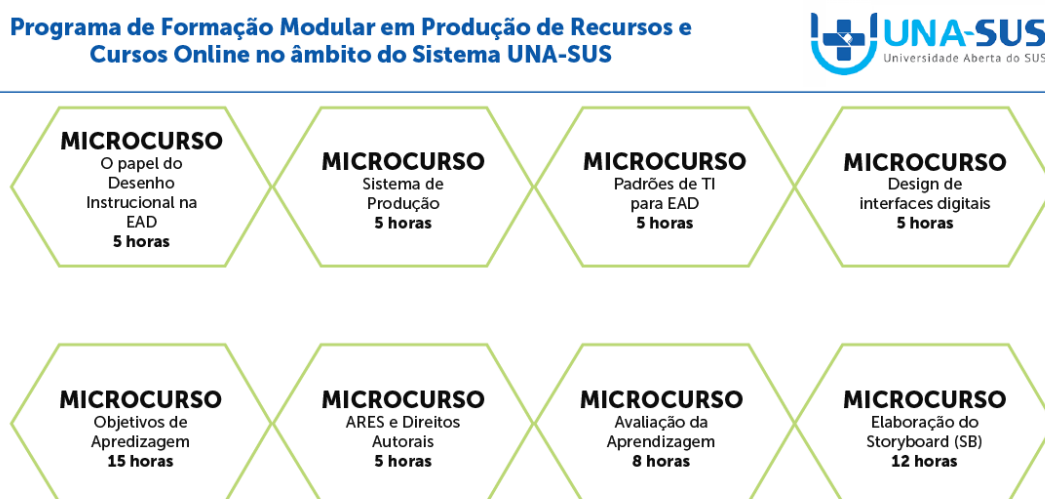 Programa de Formação Modular em Produção de Recursos e
Cursos Online no âmbito do Sistema UNA-SUS
UNA-SUS
Universidade Aberta do SUS
MICROCURSO
O papel do
Desenho
Instrucional na
EAD
5 horas
MICROCURSO
Sistema de
Produção
5 horas
MICROCURSO
Padrões de TI
para EAD
5 horas
MICROCURSO
Design de
interfaces digitais
5 horas
MICROCURSO
Objetivos de
Apredizagem
15 horas
MICROCURSO
ARES e Direitos
Autorais
5 horas
MICROCURSO
Avaliação da
Aprendizagem
8 horas
MICROCURSO
Elaboração do
Storyboard (SB)
12 horas